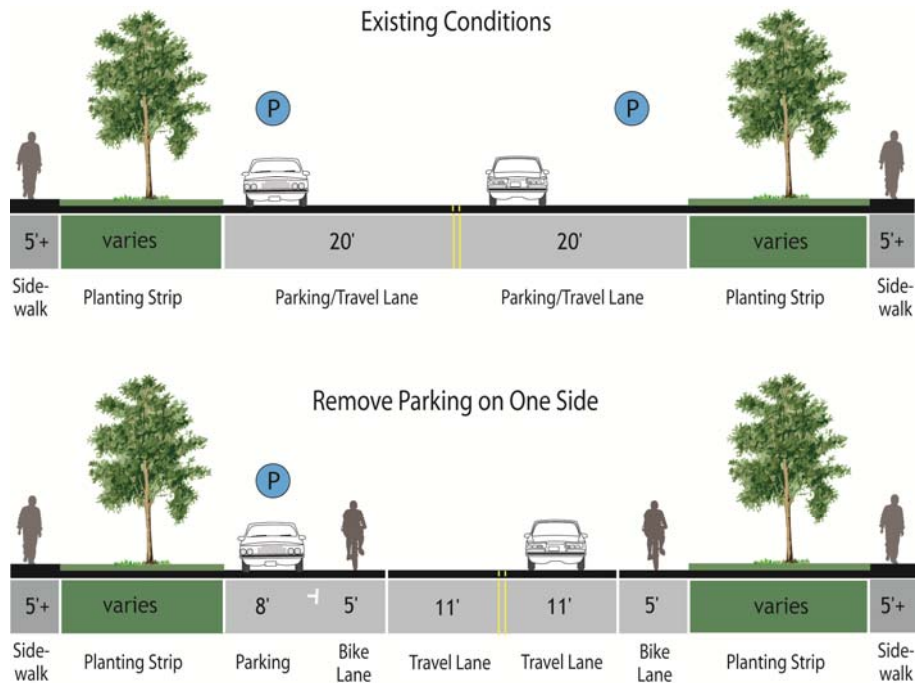 Existing Conditions
P P
5'+ varies 20' 20' varies 5'+
Side-
walk Planting Strip Parking/Travel Lane Parking/Travel Lane Planting Strip Side-
walk
Remove Parking on One Side
P
5'+ varies 8' 5' 11' 11' 5' varies 5'+
Side-
walk Planting Strip Parking Bike
Lane Travel Lane Travel Lane Bike
Lane Planting Strip Side-
walk